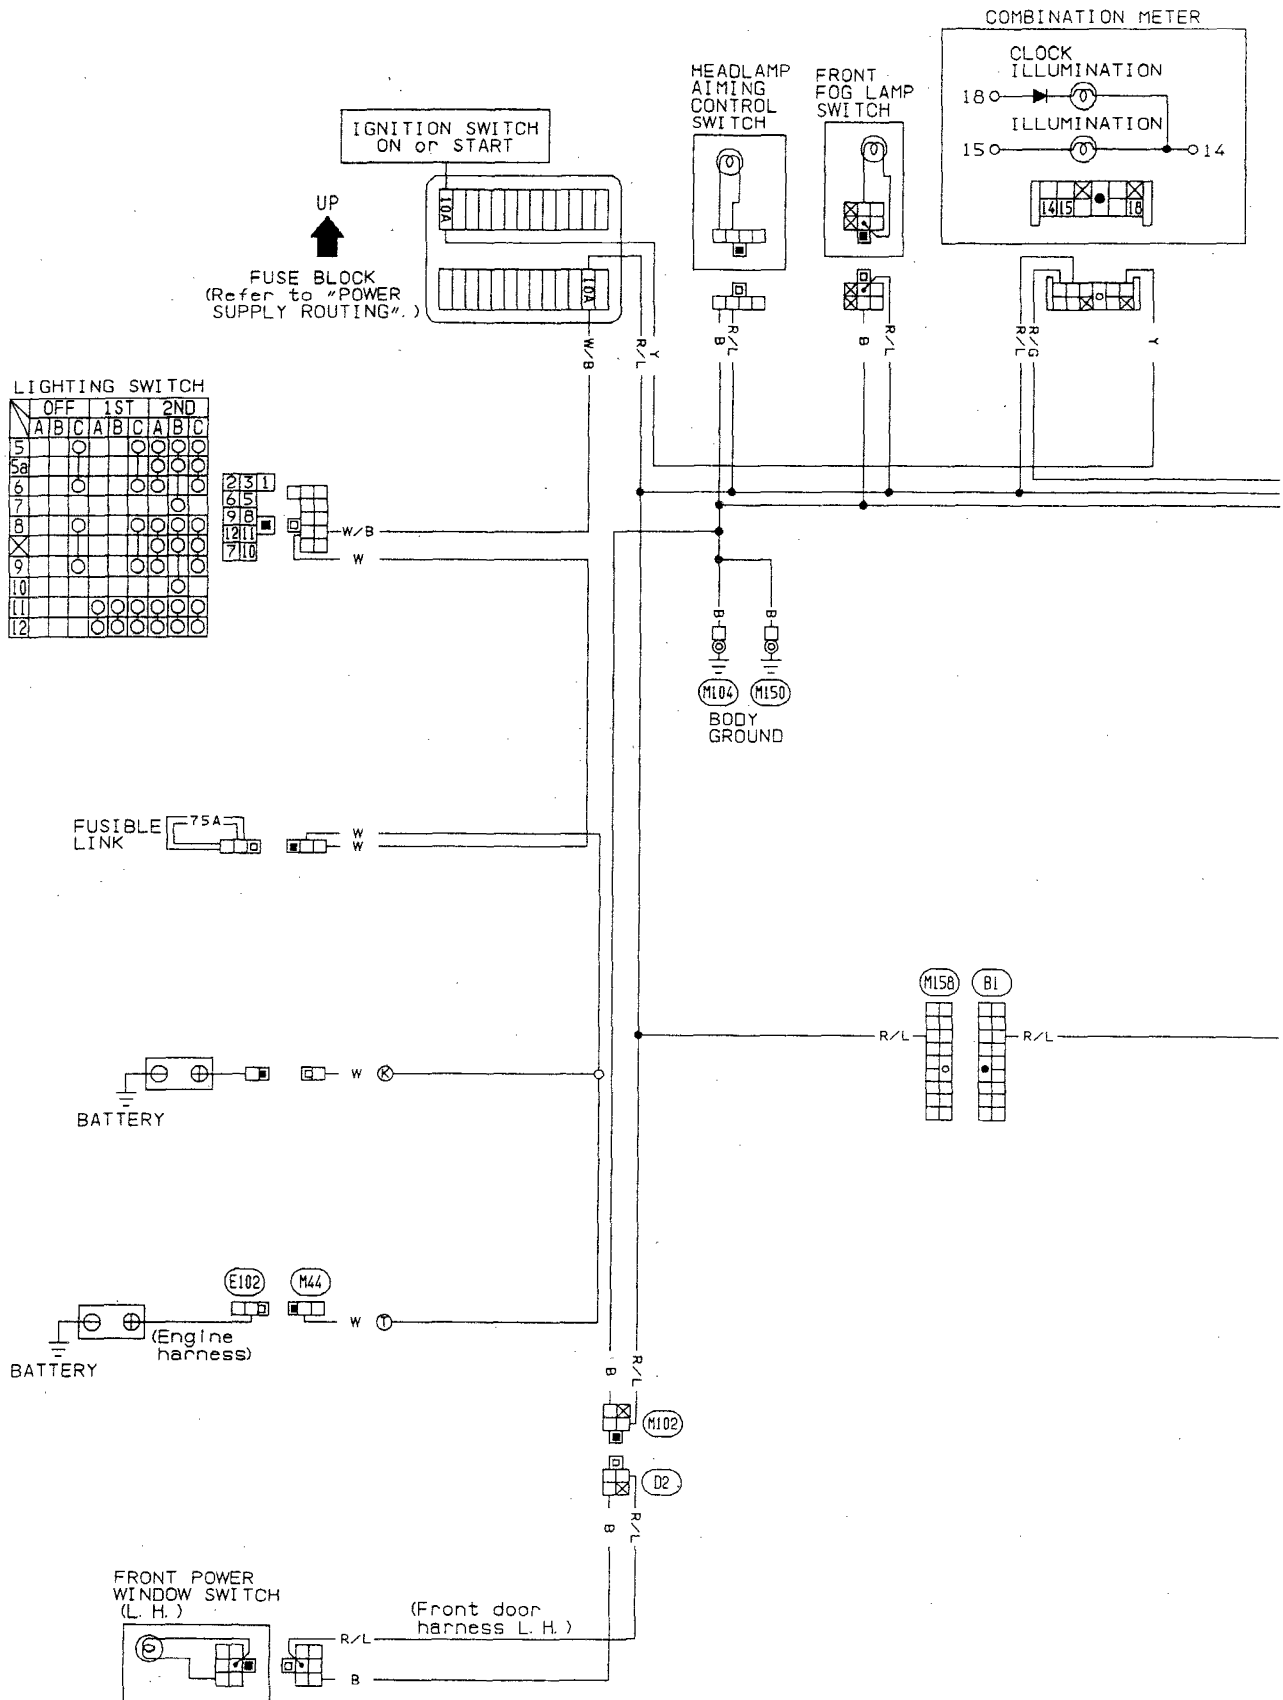 COMBINATION METER
CLOCK
ILLUMINATION
18
ILLUMINATION
15
14
14 15 18
HEADLAMP
AIMING
CONTROL
SWITCH
FRONT
FOG LAMP
SWITCH
IGNITION SWITCH
ON or START
UP
10A
10A
FUSE BLOCK
(Refer to "POWER
SUPPLY ROUTING".)
W/B
R/L
Y
B
R/L
B
R/L
R/L
R/G
Y
LIGHTING SWITCH
OFF 1ST 2ND
A B C A B C A B C
5
5a
6
7
8
9
10
11
12
2 3 1
6 5
9 8
12 11
7 10
W/B
W
B
B
M104
M150
BODY
GROUND
FUSIBLE
LINK
75A
W
W
M158
B1
R/L
R/L
W
K
BATTERY
E102
M44
W
T
(Engine
harness)
BATTERY
B
R/L
M102
D2
B
R/L
FRONT POWER
WINDOW SWITCH
(L. H.)
(Front door
harness L. H.)
R/L
B